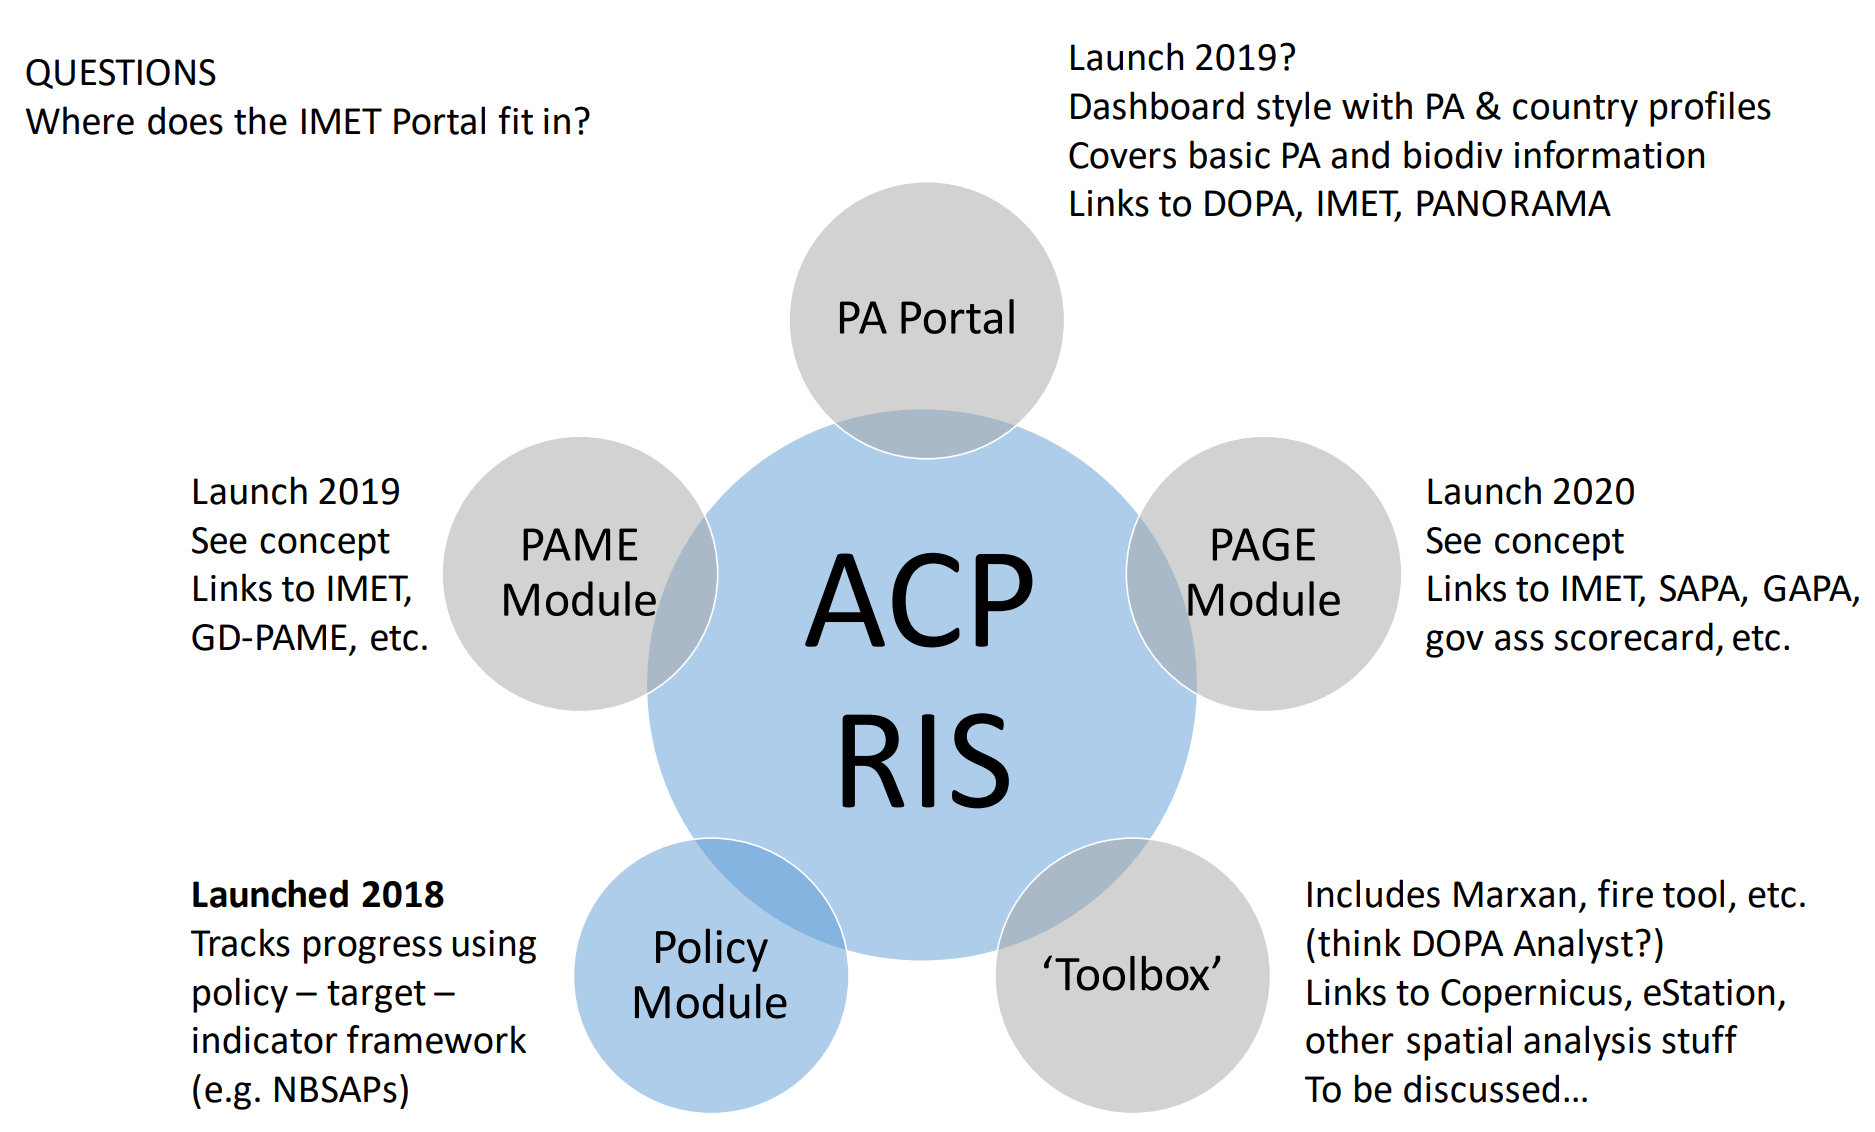 QUESTIONS
Where does the IMET Portal fit in?
Launch 2019?
Dashboard style with PA & country profiles
Covers basic PA and biodiv information
Links to DOPA, IMET, PANORAMA
PA Portal
Launch 2019
See concept
Links to IMET,
GD-PAME, etc.
PAME
Module
ACP
RIS
PAGE
Module
Launch 2020
See concept
Links to IMET, SAPA, GAPA,
gov ass scorecard, etc.
Launched 2018
Tracks progress using
policy – target –
indicator framework
(e.g. NBSAPs)
Policy
Module
‘Toolbox’
Includes Marxan, fire tool, etc.
(think DOPA Analyst?)
Links to Copernicus, eStation,
other spatial analysis stuff
To be discussed…